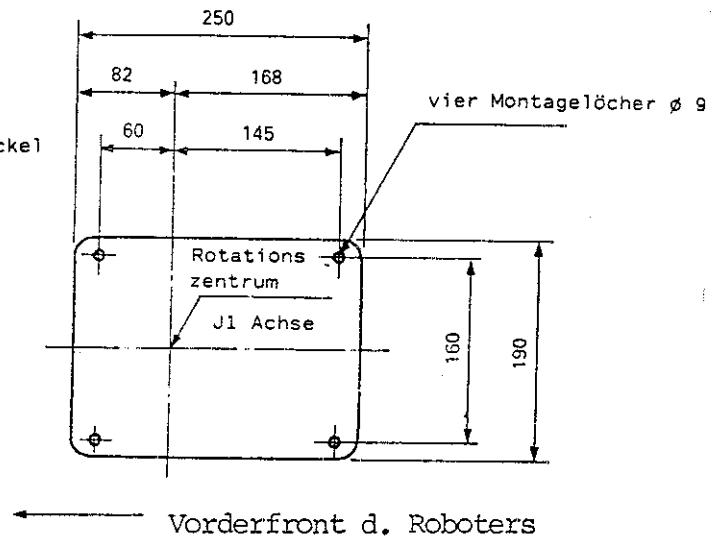 250
82 168
vier Montagelöcher ø 9
60 145
ckel
Rotations
zentrum
J1 Achse
160
190
Vorderfront d. Roboters